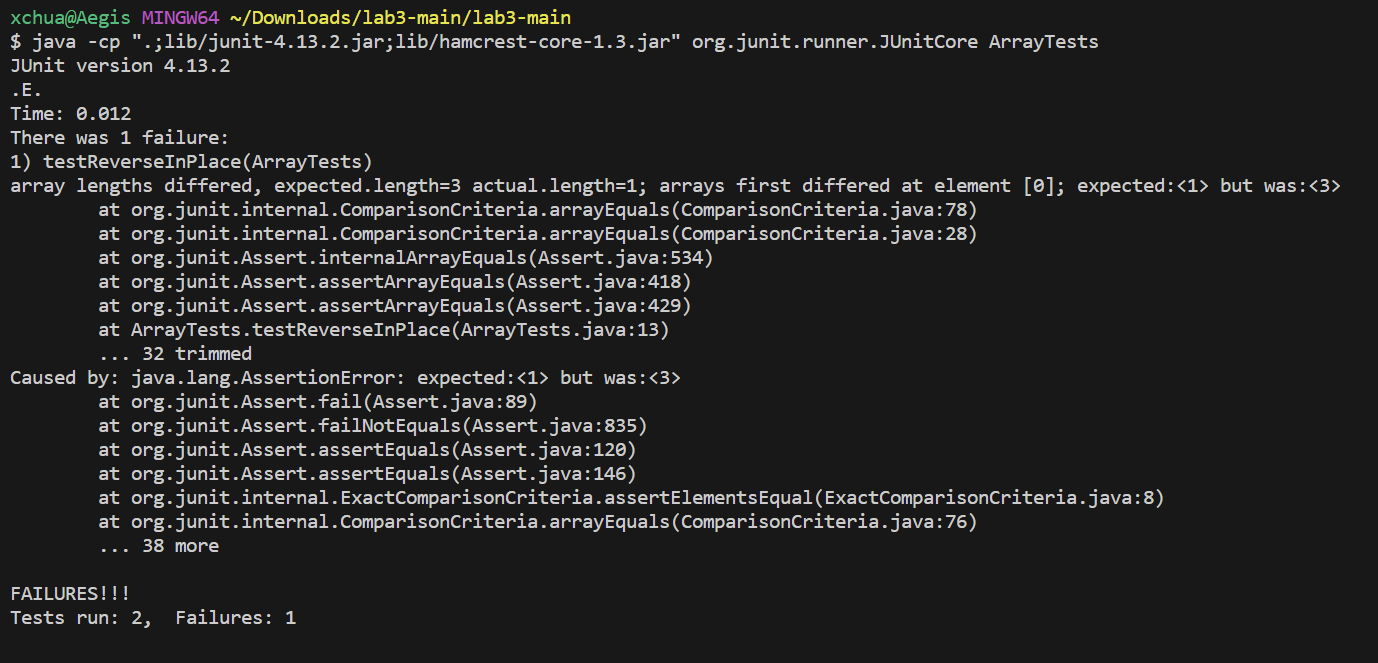 xchua@Aegis MINGW64 ~/Downloads/lab3-main/lab3-main
$ java -cp ".;lib/junit-4.13.2.jar;lib/hamcrest-core-1.3.jar" org.junit.runner.JUnitCore ArrayTests
JUnit version 4.13.2
.E.
Time: 0.012
There was 1 failure:
1) testReverseInPlace(ArrayTests)
array lengths differed, expected.length=3 actual.length=1; arrays first differed at element [0]; expected:<1> but was:<3>
        at org.junit.internal.ComparisonCriteria.arrayEquals(ComparisonCriteria.java:78)
        at org.junit.internal.ComparisonCriteria.arrayEquals(ComparisonCriteria.java:28)
        at org.junit.Assert.internalArrayEquals(Assert.java:534)
        at org.junit.Assert.assertArrayEquals(Assert.java:418)
        at org.junit.Assert.assertArrayEquals(Assert.java:429)
        at ArrayTests.testReverseInPlace(ArrayTests.java:13)
        ... 32 trimmed
Caused by: java.lang.AssertionError: expected:<1> but was:<3>
        at org.junit.Assert.fail(Assert.java:89)
        at org.junit.Assert.failNotEquals(Assert.java:835)
        at org.junit.Assert.assertEquals(Assert.java:120)
        at org.junit.Assert.assertEquals(Assert.java:146)
        at org.junit.internal.ExactComparisonCriteria.assertElementsEqual(ExactComparisonCriteria.java:8)
        at org.junit.internal.ComparisonCriteria.arrayEquals(ComparisonCriteria.java:76)
        ... 38 more

FAILURES!!!
Tests run: 2,  Failures: 1